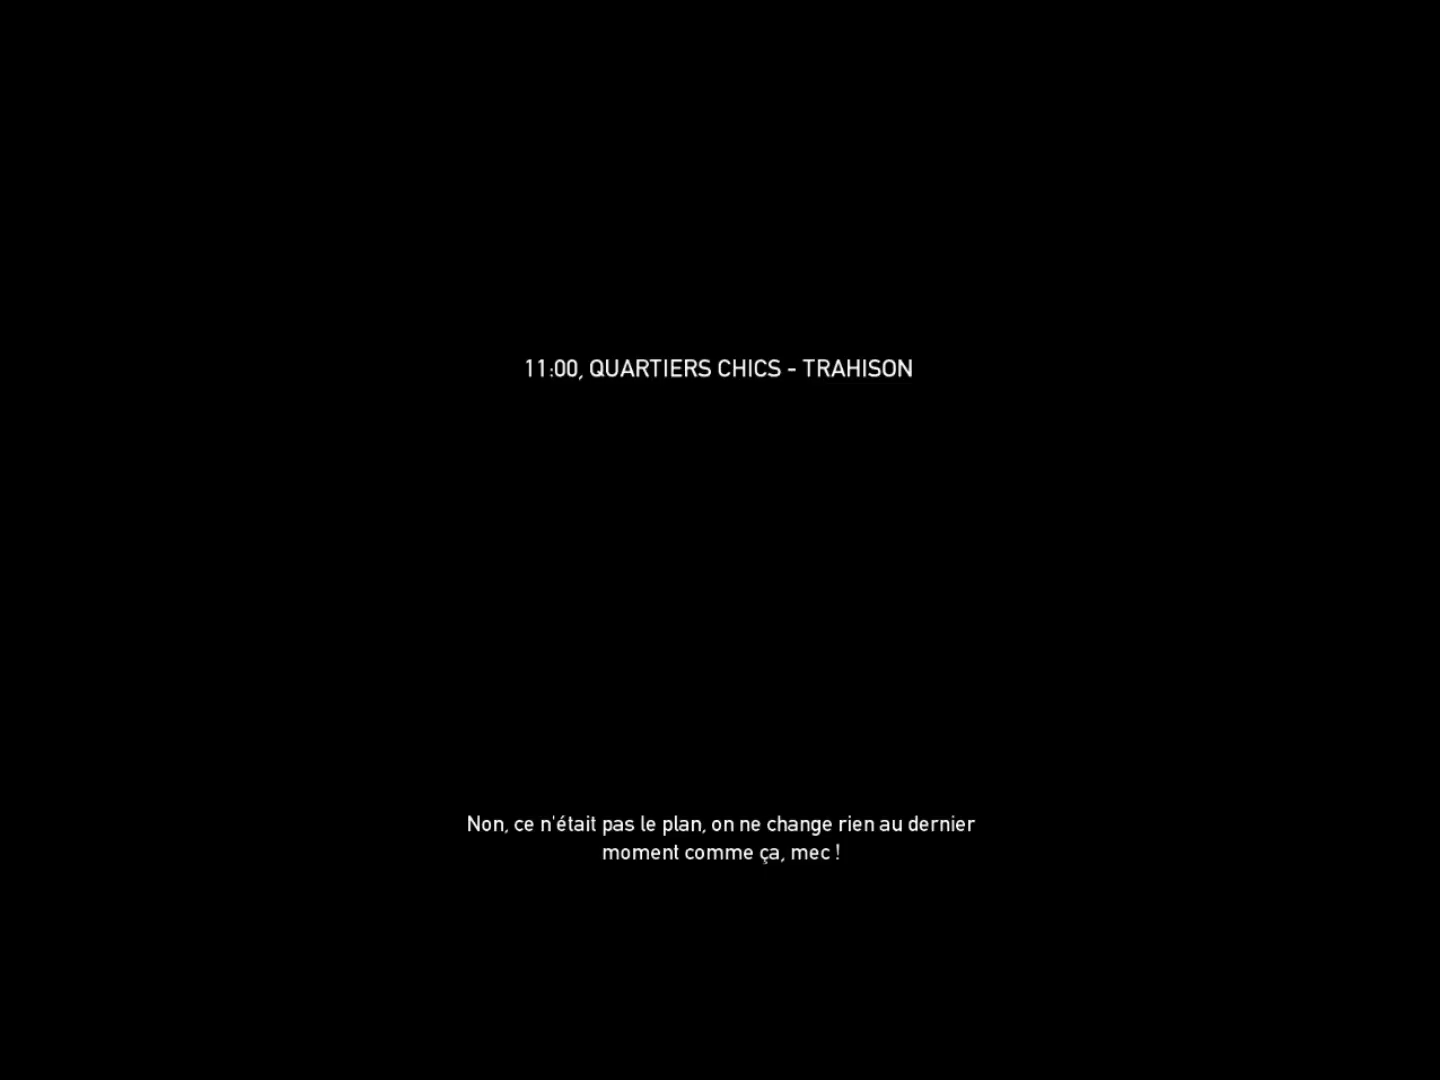 11:00, QUARTIERS CHICS - TRAHISON
Non, ce n'était pas le plan, on ne change rien au dernier
moment comme ça, mec !